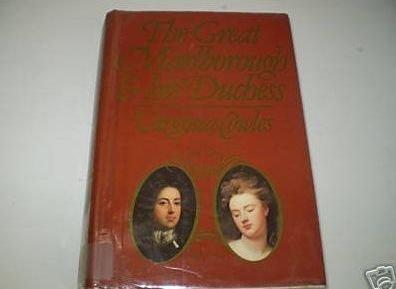 The Great
Marlborough
& his Duchess
Virginia Cowles